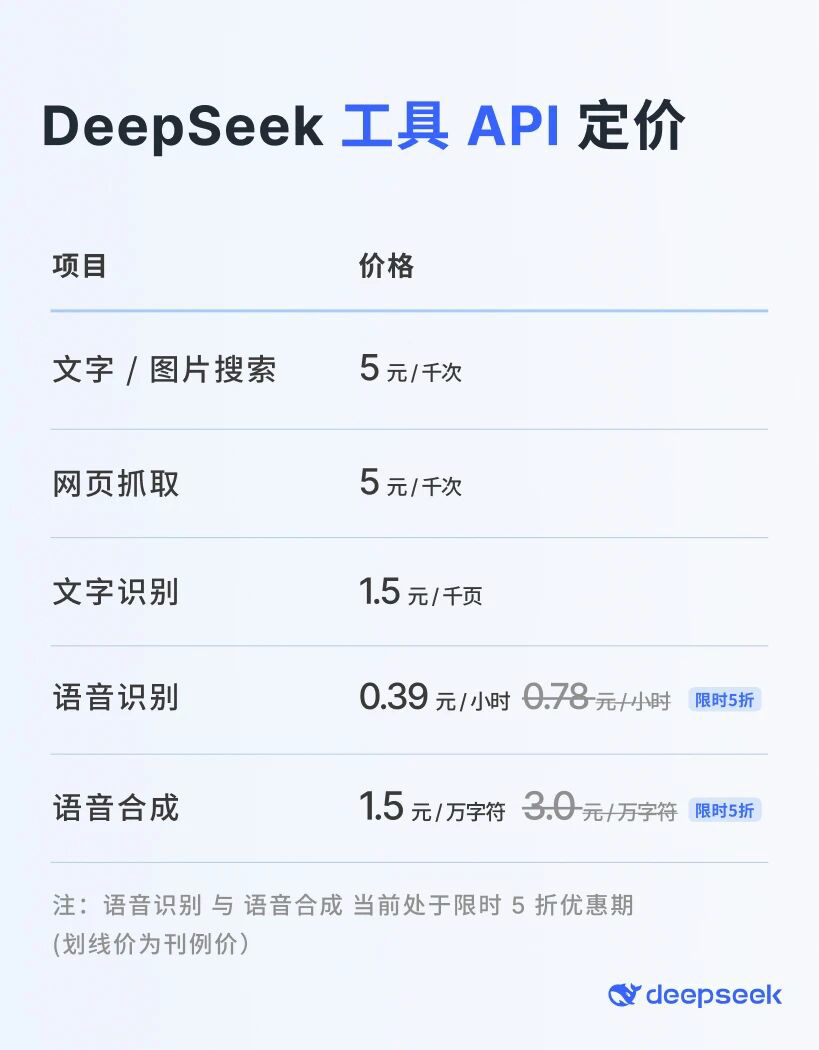 DeepSeek 工具 API 定价
项目 价格
文字 / 图片搜索 5 元 / 千次
网页抓取 5 元 / 千次
文字识别 1.5 元 / 千页
语音识别 0.39 元 / 小时 0.78 元 / 小时 限时5折
语音合成 1.5 元 / 万字符 3.0 元 / 万字符 限时5折
注：语音识别 与 语音合成 当前处于限时 5 折优惠期
(划线价为刊例价）
deepseek